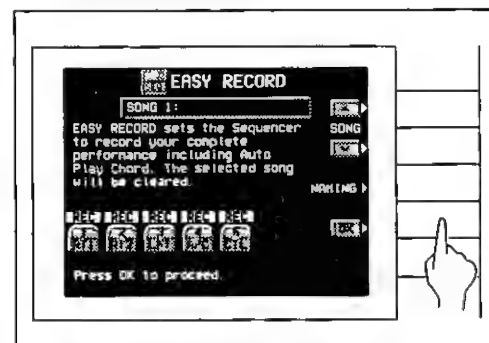 EASY RECORD
SONG 1:
EASY RECORD sets the Sequencer
to record your complete
performance including Auto
Play Chord. The selected song
will be cleared.
SONG
NAMING
REC REC REC REC REC
OK
Press OK to proceed.